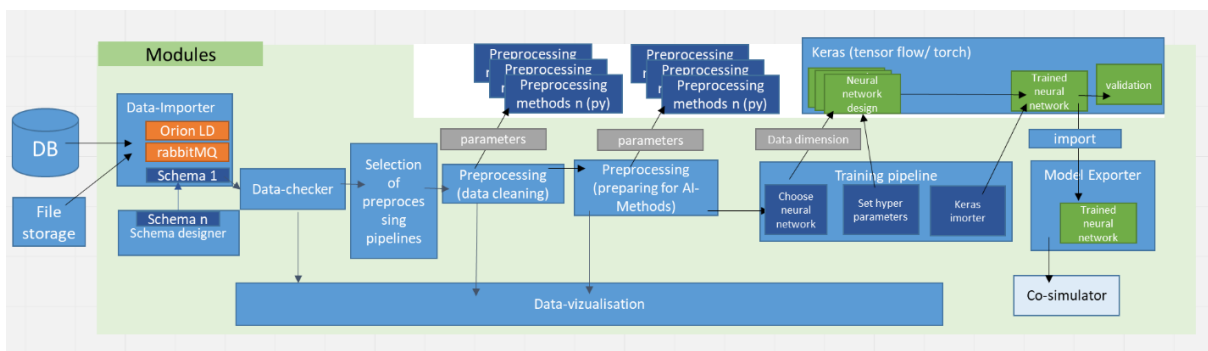 Modules
DB
File
storage
Data-Importer
Orion LD
rabbitMQ
Schema 1
Schema n
Schema designer
Data-checker
Selection
of
preproces
sing
pipelines
Preprocessing
Preprocessing
Preprocessing
methods n (py)
parameters
Preprocessing
(data cleaning)
Preprocessing
Preprocessing
Preprocessing
methods n (py)
parameters
Preprocessing
(preparing for AI-
Methods)
Keras (tensor flow/ torch)
Neural
network
design
Trained
neural
network
validation
Data dimension
import
Training pipeline
Choose
neural
network
Set hyper
parameters
Keras
imorter
Model Exporter
Trained
neural
network
Co-simulator
Data-vizualisation